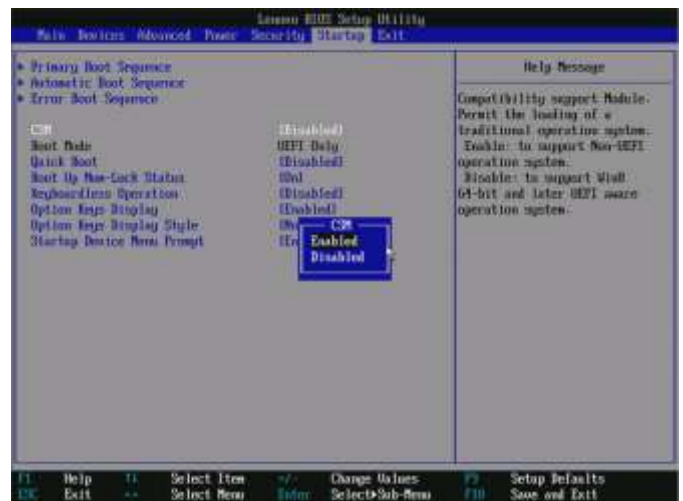 Lenovo BIOS Setup Utility
Main Devices Advanced Power Security Startup Exit
Primary Boot Sequence
Automatic Boot Sequence
Error Boot Sequence
CSM [Disabled]
Boot Mode UEFI Only
Quick Boot [Disabled]
Boot Up Num-Lock Status [On]
Keyboardless Operation [Disabled]
Option Keys Display [Enabled]
Option Keys Display Style
Startup Device Menu Prompt [En
CSM
Enabled
Disabled
Help Message
Compatibility support Module.
Permit the loading of a
traditional operation system.
Enable: to support Non-UEFI
operation system.
Disable: to support Win8
64-bit and later UEFI aware
operation system.
F1 Help ↑↓ Select Item -/+ Change Values F9 Setup Defaults
ESC Exit Select Menu Enter Select▶Sub-Menu F10 Save and Exit